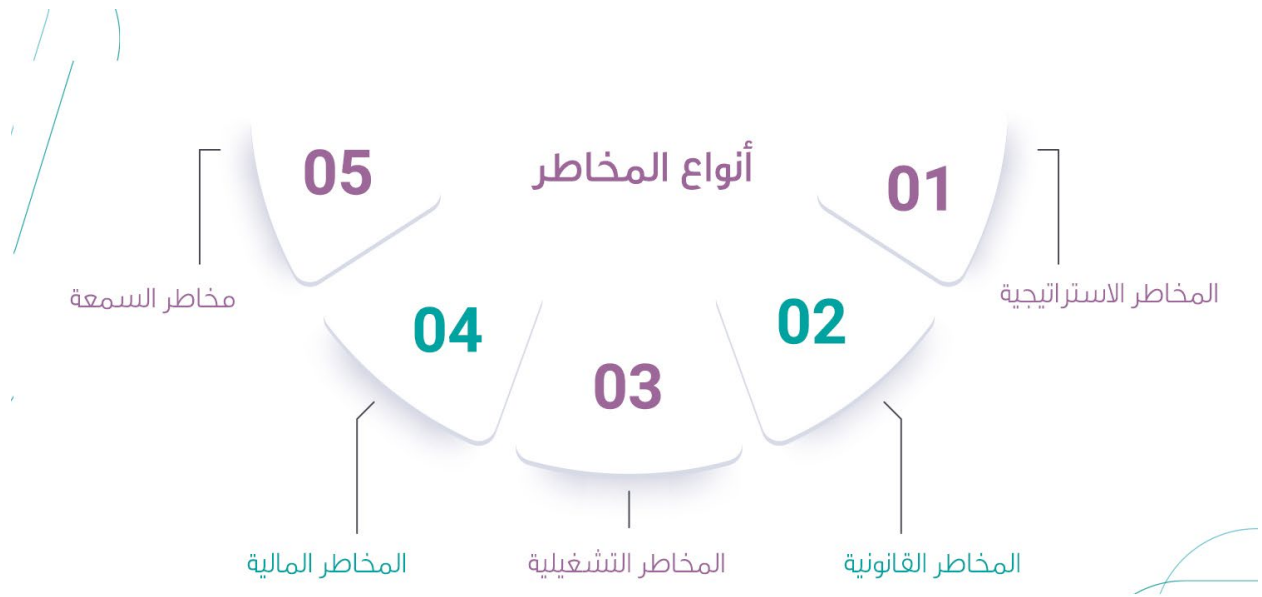 أنواع المخاطر
01
المخاطر الاستراتيجية
02
المخاطر القانونية
03
المخاطر التشغيلية
04
المخاطر المالية
05
مخاطر السمعة